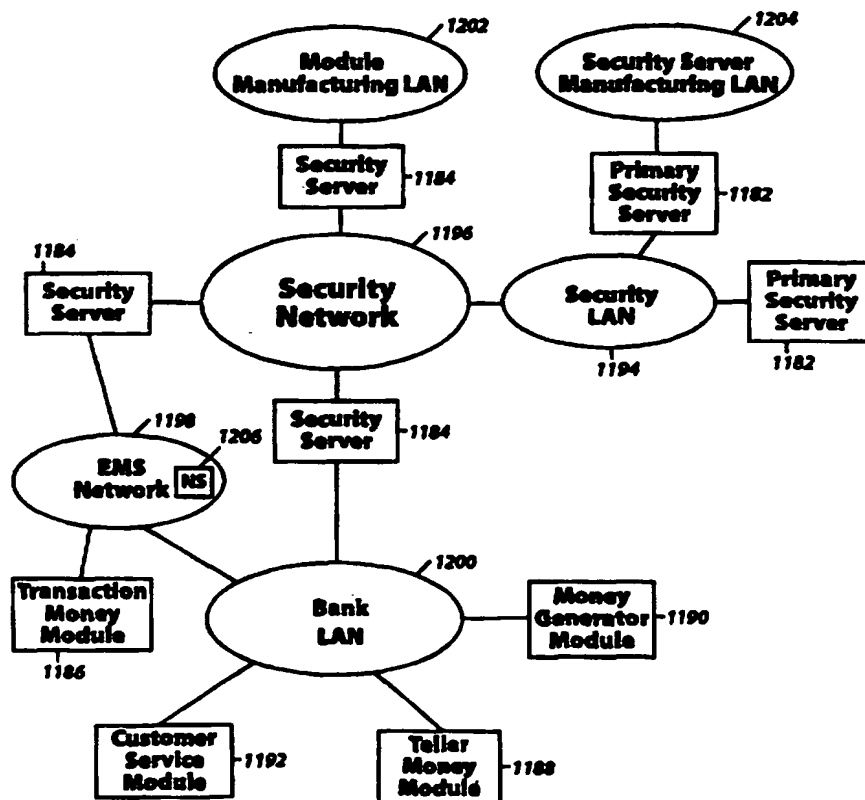 1202
Module
Manufacturing LAN
1204
Security Server
Manufacturing LAN
Security
Server
1184
Primary
Security
Server
1182
1196
Security
Network
1184
Security
Server
Security
LAN
1194
Primary
Security
Server
1182
Security
Server
1184
1198
1206
EMS
Network
NS
1200
Bank
LAN
Transaction
Money
Module
1186
Money
Generator
Module
1190
Customer
Service
Module
1192
Teller
Money
Module
1188